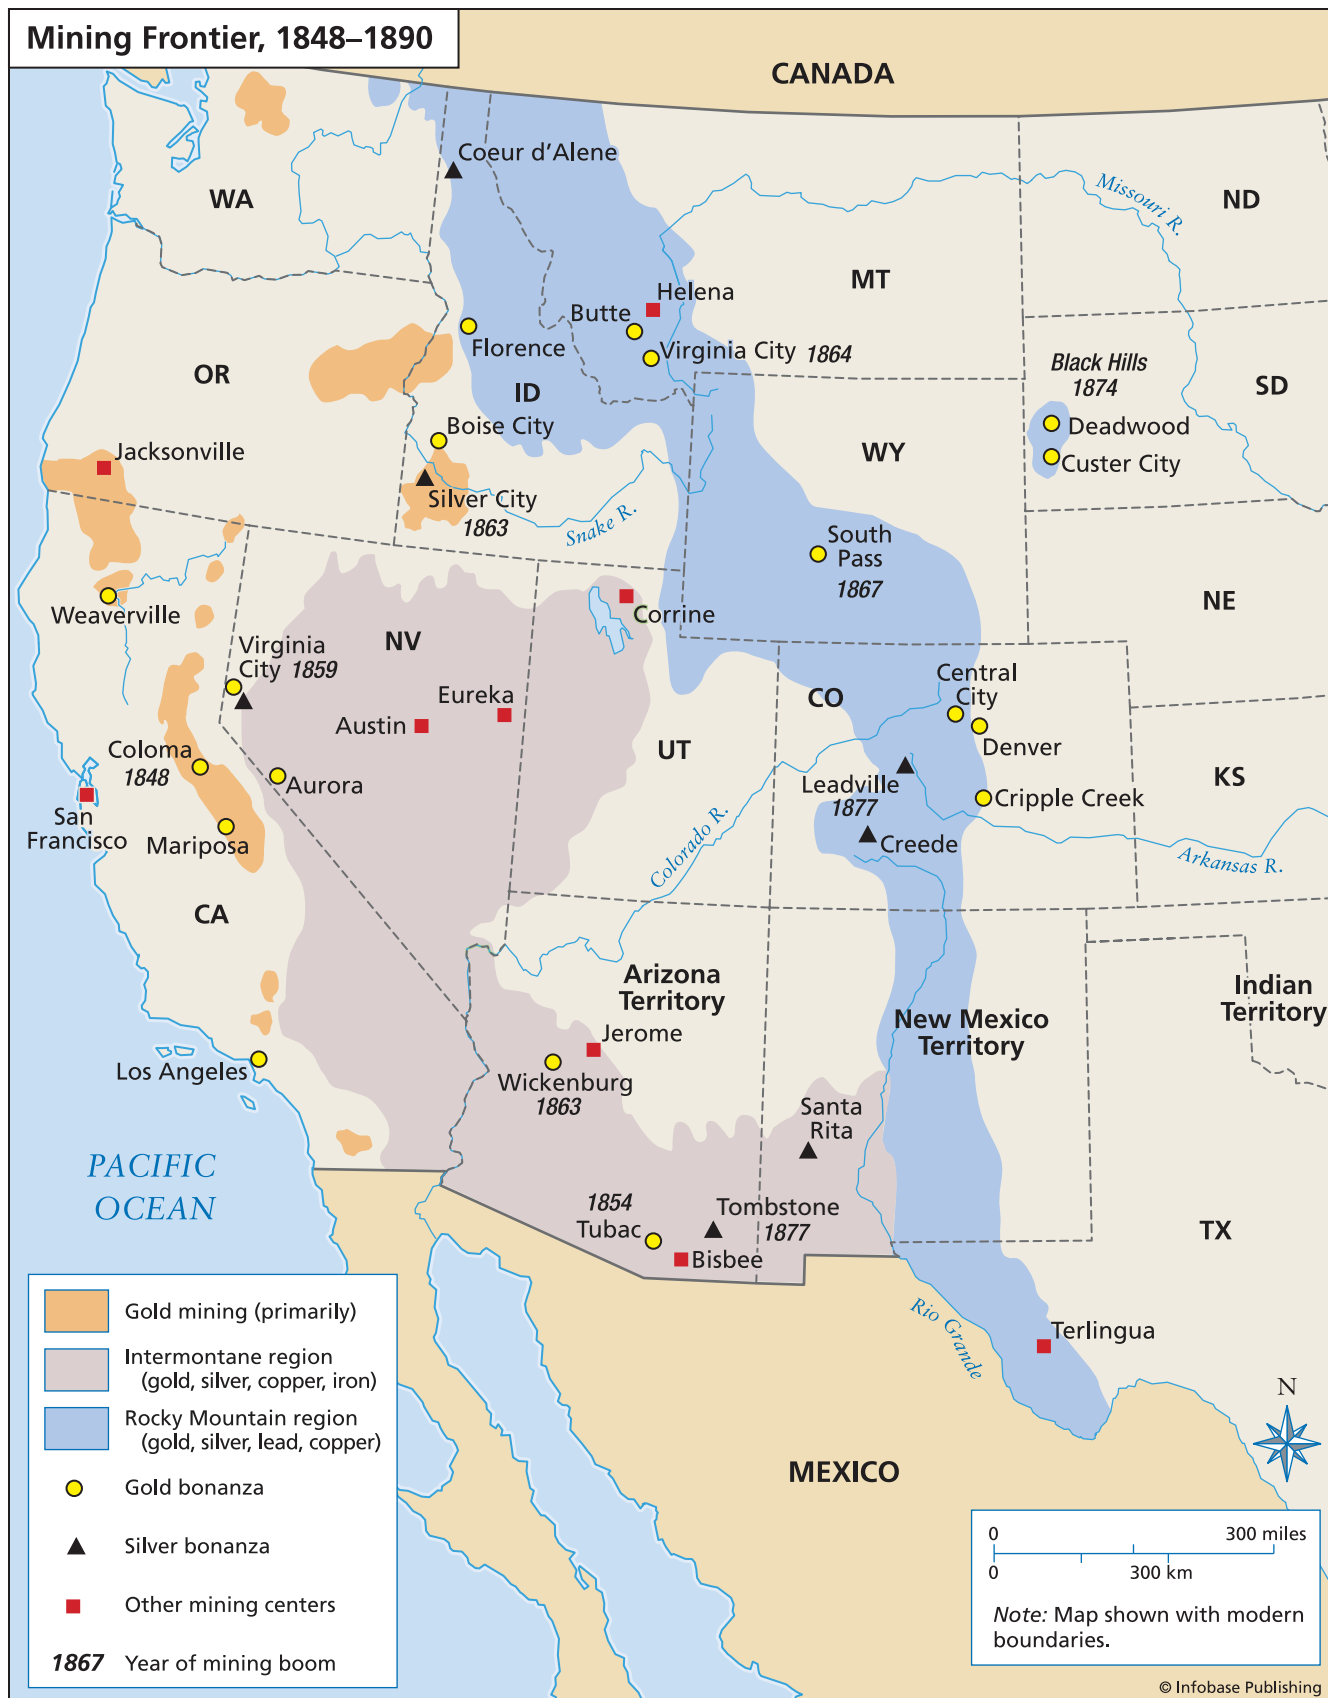 Mining Frontier, 1848–1890
CANADA
Coeur d'Alene
WA
Missouri R.
ND
MT
Helena
Butte
Virginia City 1864
Florence
OR
ID
Black Hills
1874
SD
Boise City
Deadwood
Jacksonville
WY
Custer City
Silver City
1863
Snake R.
South
Pass
1867
Weaverville
Corrine
NE
NV
Virginia
City 1859
Central
City
Eureka
CO
Austin
Denver
Coloma
1848
UT
Leadville
1877
KS
Aurora
Cripple Creek
San
Francisco
Mariposa
Colorado R.
Creede
Arkansas R.
CA
Arizona
Territory
Indian
Territory
New Mexico
Territory
Jerome
Los Angeles
Wickenburg
1863
Santa
Rita
PACIFIC
OCEAN
1854
Tubac
Tombstone
1877
Bisbee
TX
Rio Grande
Terlingua
MEXICO
N
Gold mining (primarily)
Intermontane region
(gold, silver, copper, iron)
Rocky Mountain region
(gold, silver, lead, copper)
Gold bonanza
Silver bonanza
Other mining centers
1867 Year of mining boom
0 300 miles
0 300 km
Note: Map shown with modern
boundaries.
© Infobase Publishing